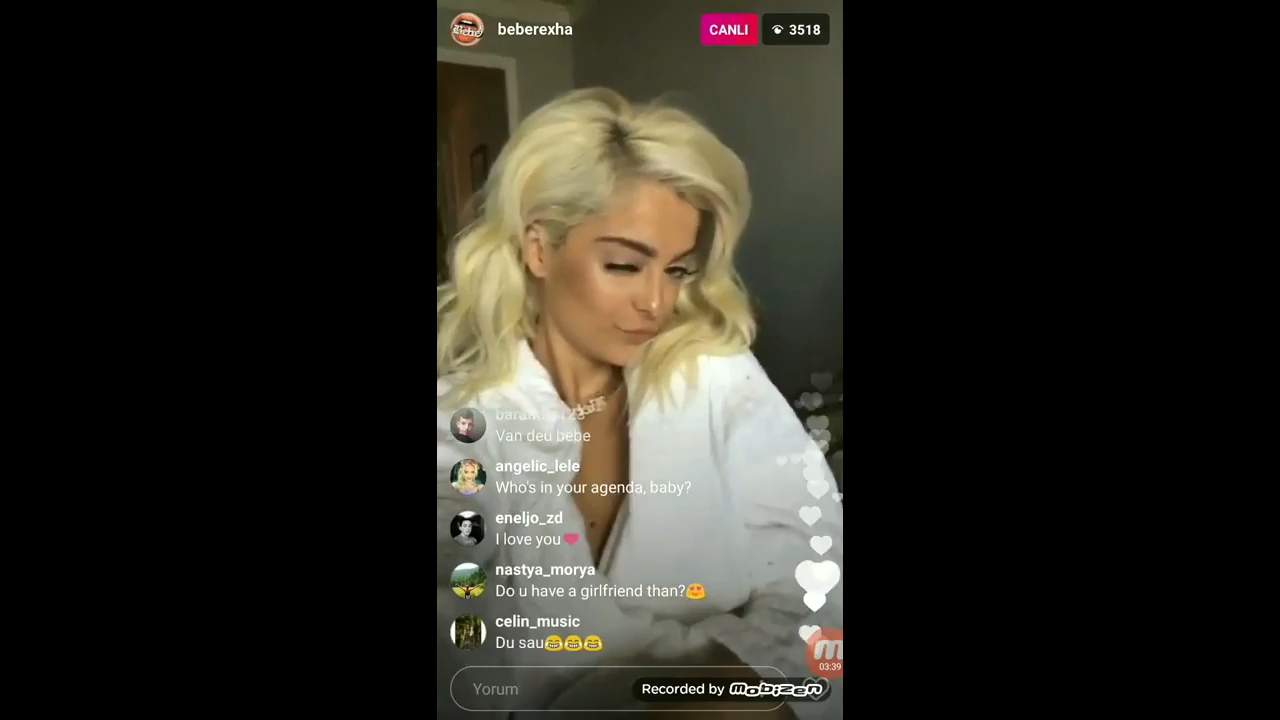 beberexha
CANLI
3518
Van deu bebe
angelic_lele
Who's in your agenda, baby?
eneljo_zd
I love you
nastya_morya
Do u have a girlfriend than?
celin_music
Du sau
Yorum
Recorded by mobizen
03:39